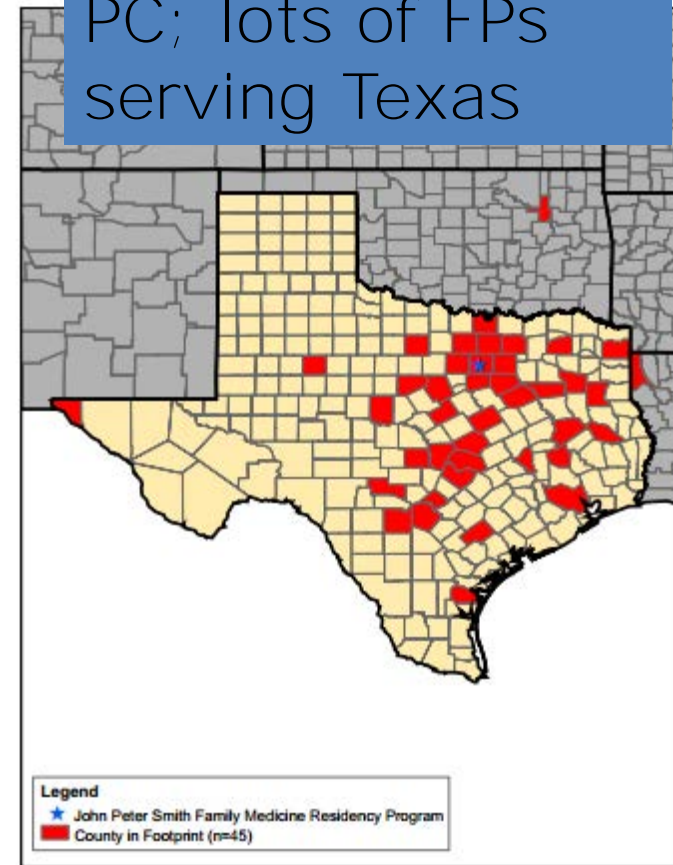 PC; lots of FPs
serving Texas
Legend
John Peter Smith Family Medicine Residency Program
County in Footprint (n=45)